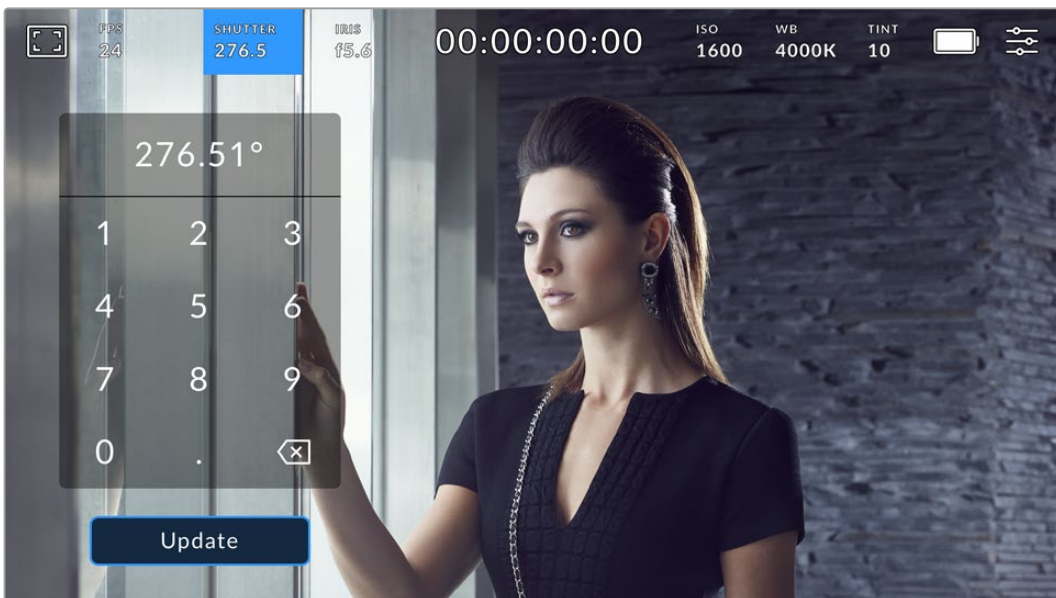 FPS SHUTTER IRIS ISO WB TINT
24 276.5 f5.6 00:00:00:00 1600 4000K 10
276.51°
1 2 3
4 5 6
7 8 9
0 .
Update